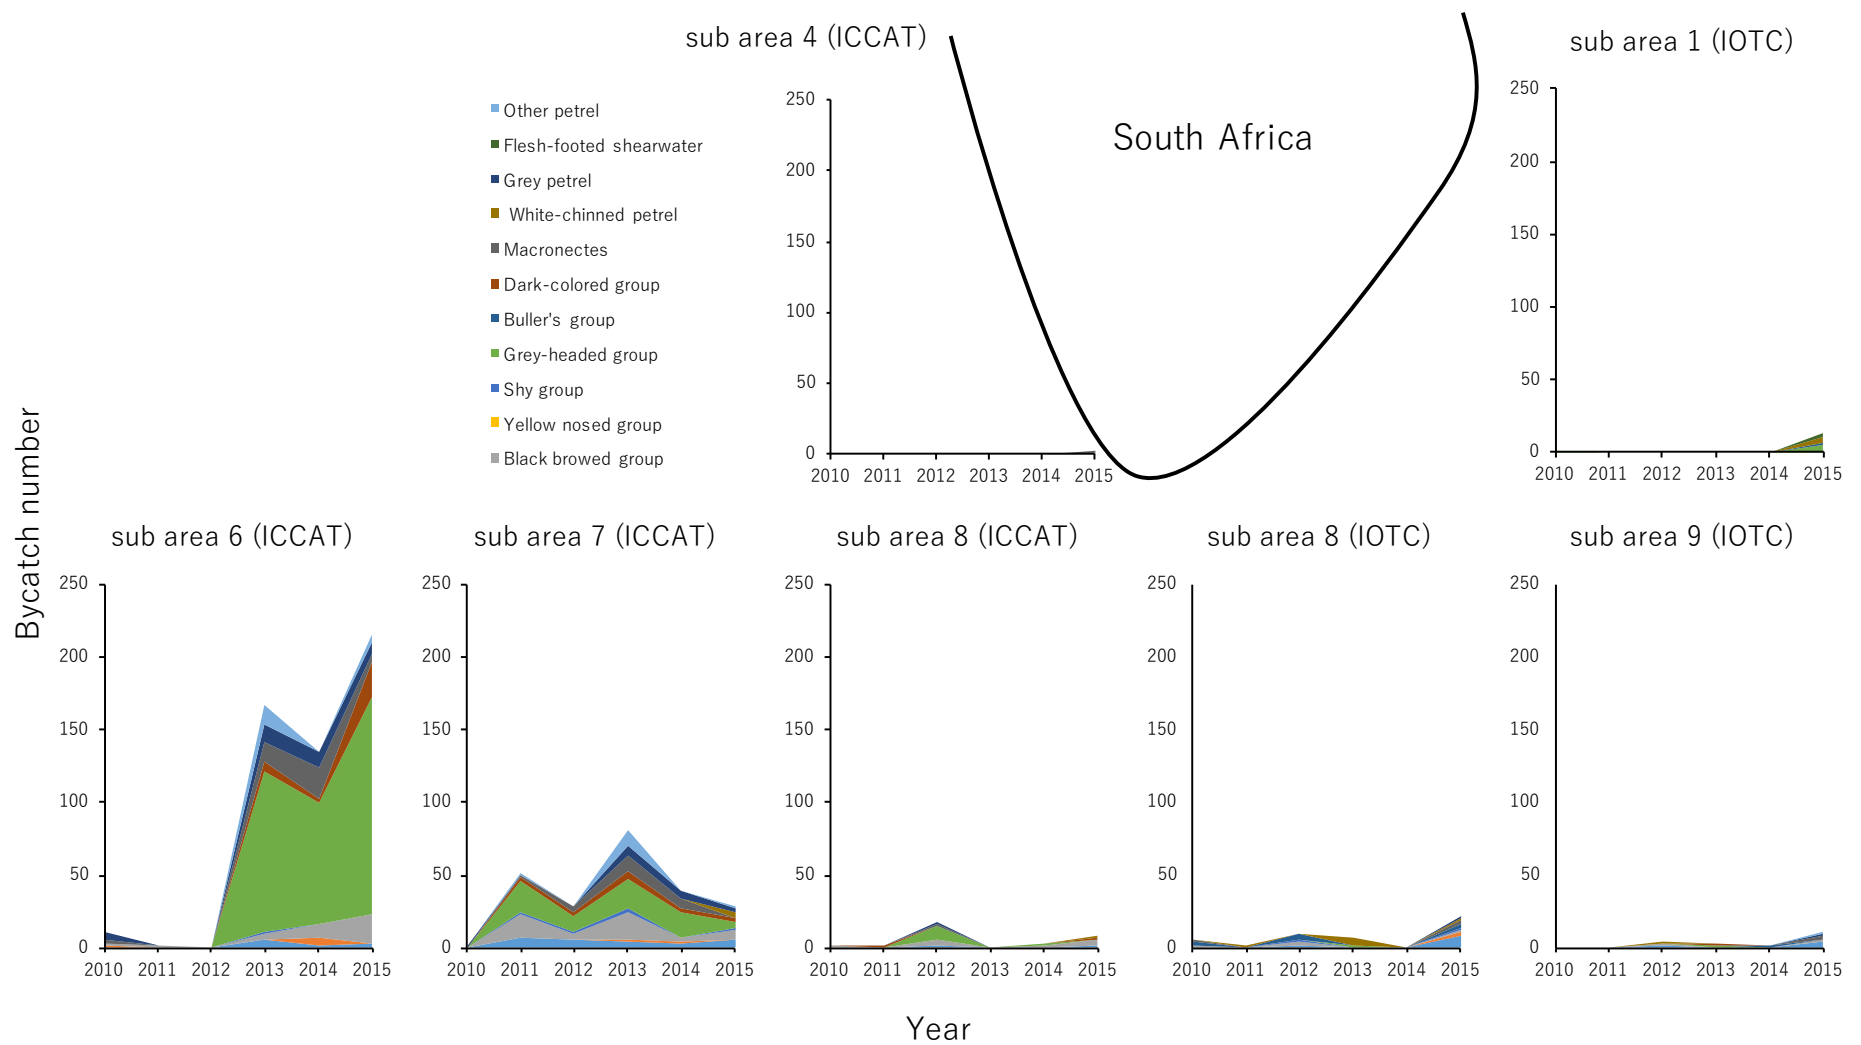 sub area 4 (ICCAT)
South Africa
sub area 1 (IOTC)
Other petrel
Flesh-footed shearwater
Grey petrel
White-chinned petrel
Macronectes
Dark-colored group
Buller's group
Grey-headed group
Shy group
Yellow nosed group
Black browed group
250
200
150
100
50
0
2010 2011 2012 2013 2014 2015
250
200
150
100
50
0
2010 2011 2012 2013 2014 2015
Bycatch number
sub area 6 (ICCAT)
250
200
150
100
50
0
2010 2011 2012 2013 2014 2015
sub area 7 (ICCAT)
250
200
150
100
50
0
2010 2011 2012 2013 2014 2015
sub area 8 (ICCAT)
250
200
150
100
50
0
2010 2011 2012 2013 2014 2015
sub area 8 (IOTC)
250
200
150
100
50
0
2010 2011 2012 2013 2014 2015
sub area 9 (IOTC)
250
200
150
100
50
0
2010 2011 2012 2013 2014 2015
Year